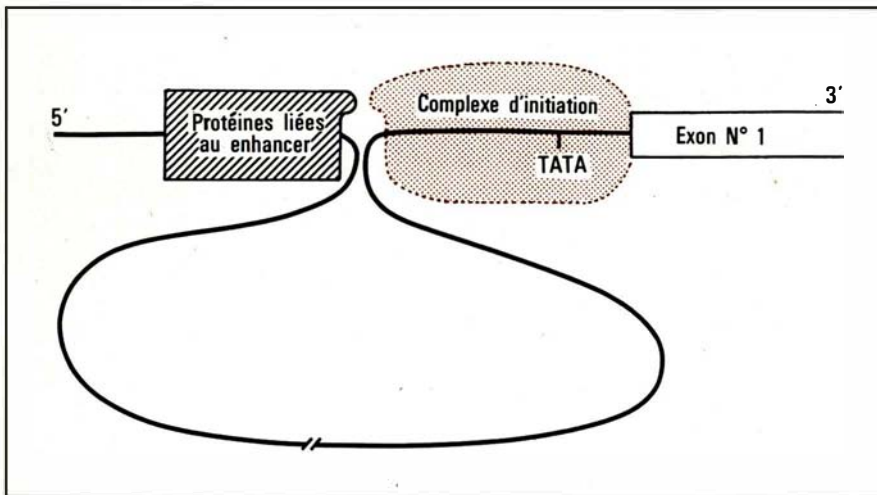 5'
Protéines liées
au enhancer
Complexe d'initiation
TATA
Exon N° 1
3'